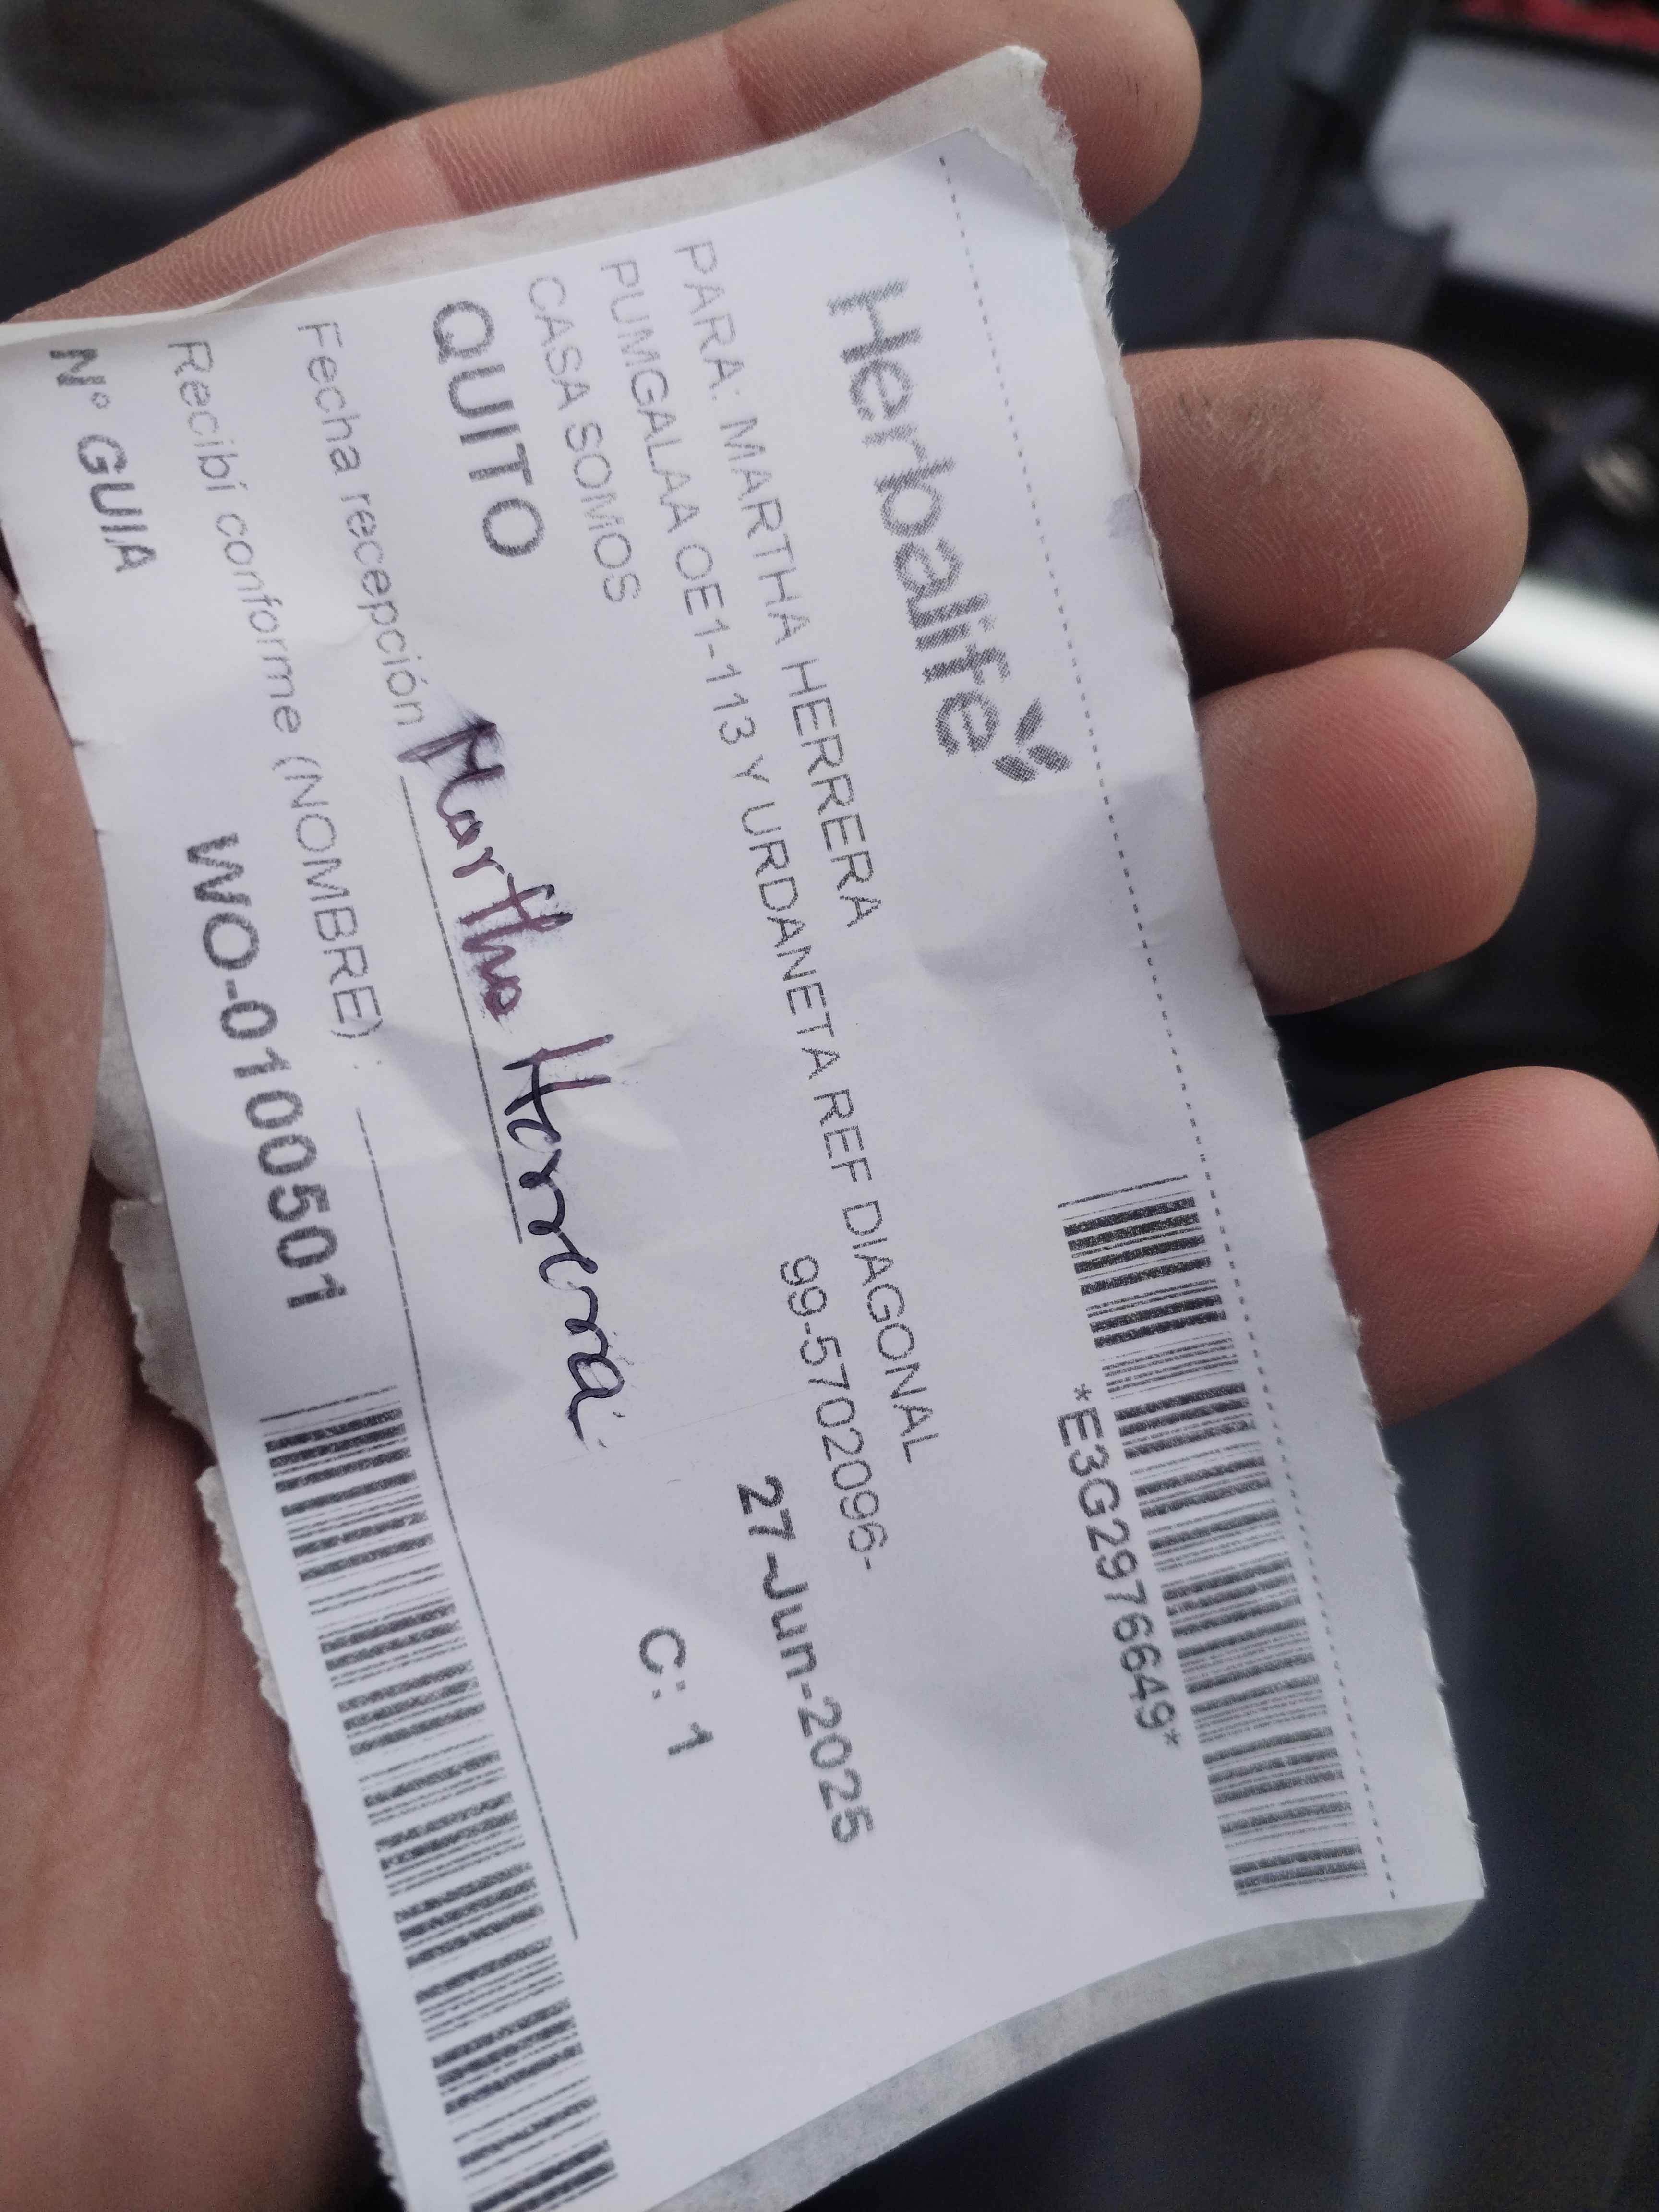 Herbalife
*E3G2976649*
PARA: MARTHA HERRERA
PUMGALAA OE1-113 Y URDANETA REF DIAGONAL
CASA SOMOS
99-5702096-
QUITO
27-Jun-2025
C: 1
Fecha recepción
Martha Herrera
Recibí conforme (NOMBRE) :
N° GUIA
WO-0100501